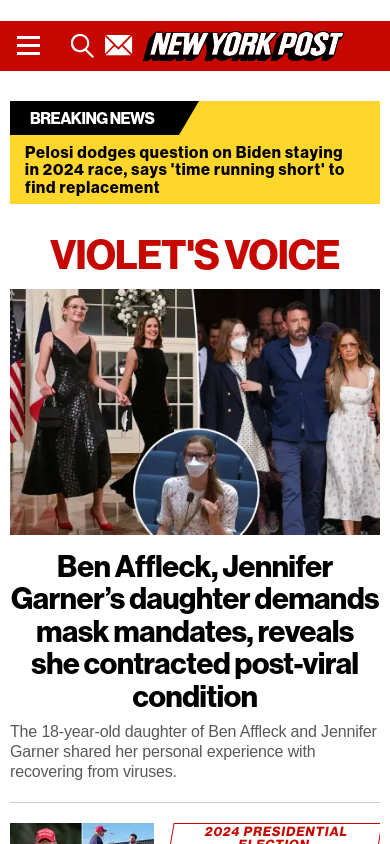 NEW YORK POST
BREAKING NEWS
Pelosi dodges question on Biden staying
in 2024 race, says 'time running short' to
find replacement
VIOLET'S VOICE
Ben Affleck, Jennifer
Garner’s daughter demands
mask mandates, reveals
she contracted post-viral
condition
The 18-year-old daughter of Ben Affleck and Jennifer
Garner shared her personal experience with
recovering from viruses.
2024 PRESIDENTIAL
ELECTION